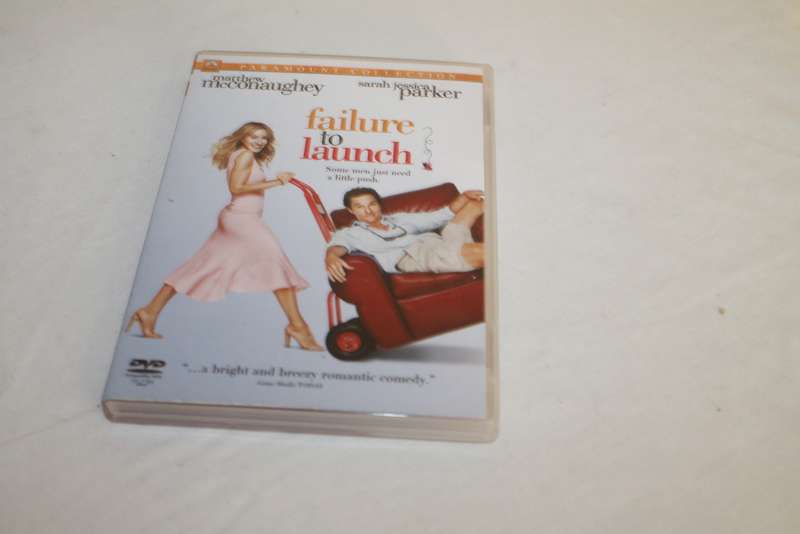 PARAMOUNT COLLECTION
matthew sarah jessica
mcconaughey parker
failure
to
launch
Some men just need
a little push.
DVD
"...a bright and breezy romantic comedy."